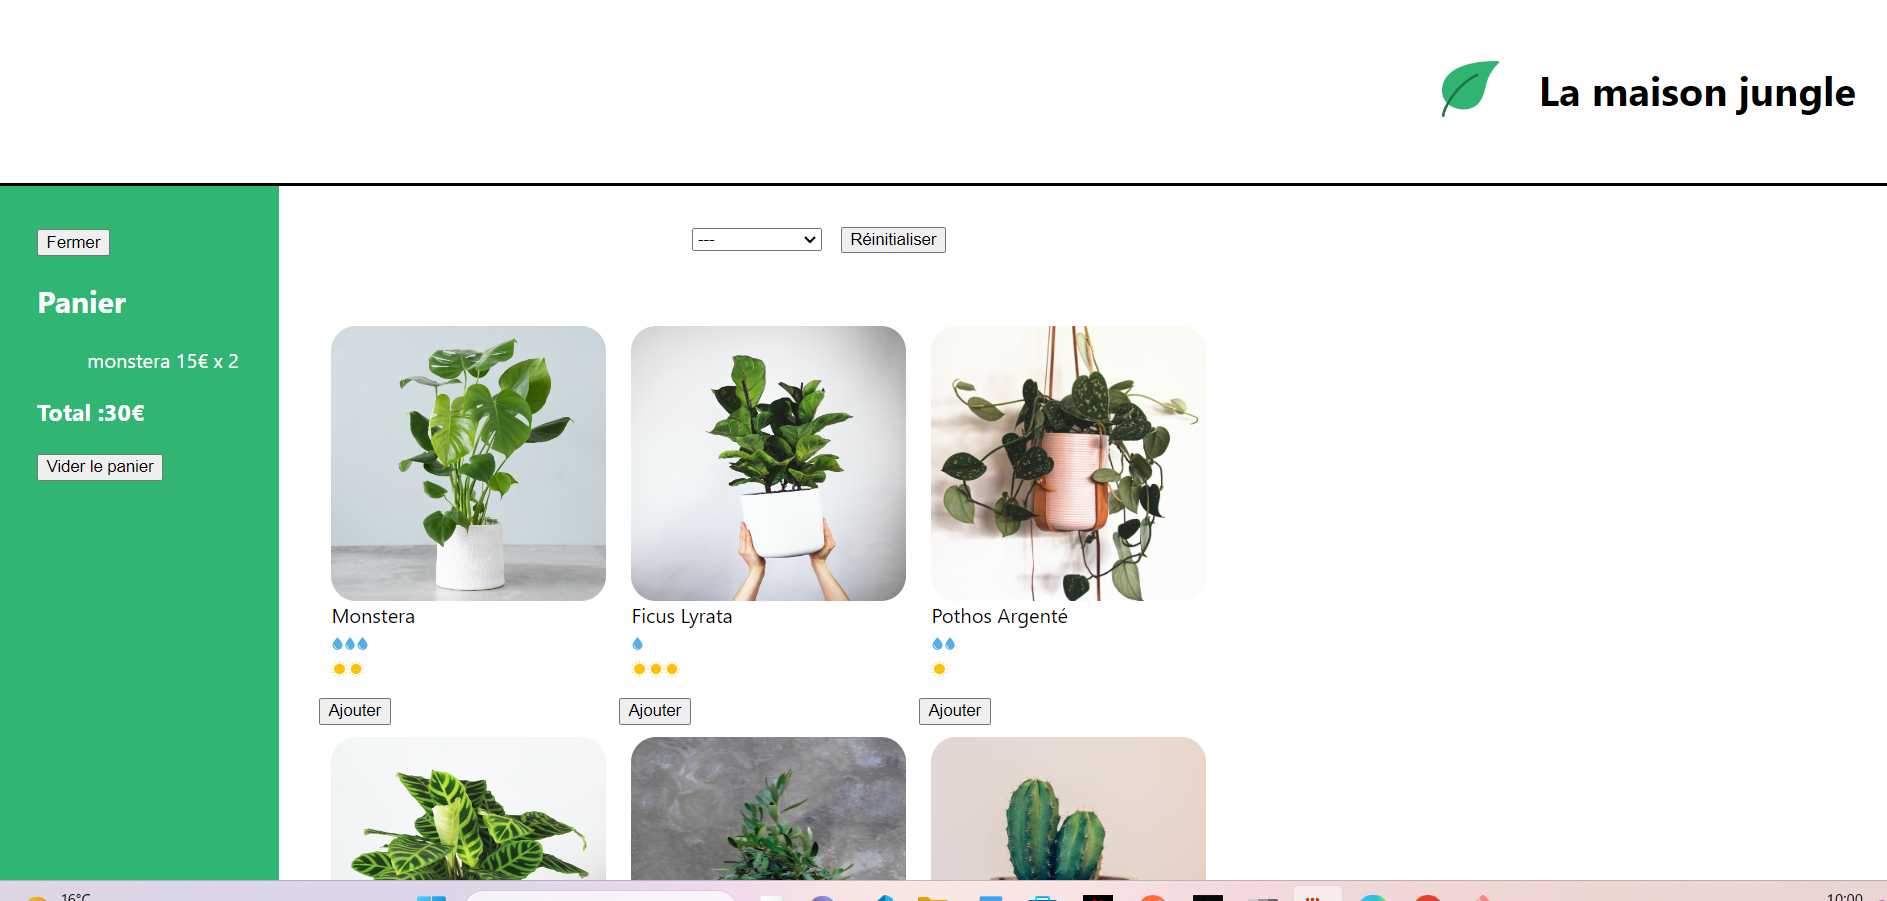 La maison jungle
Fermer
Panier
monstera 15€ x 2
Total :30€
Vider le panier
---
Réinitialiser
Monstera
Ajouter
Ficus Lyrata
Ajouter
Pothos Argenté
Ajouter
16°C
10:00